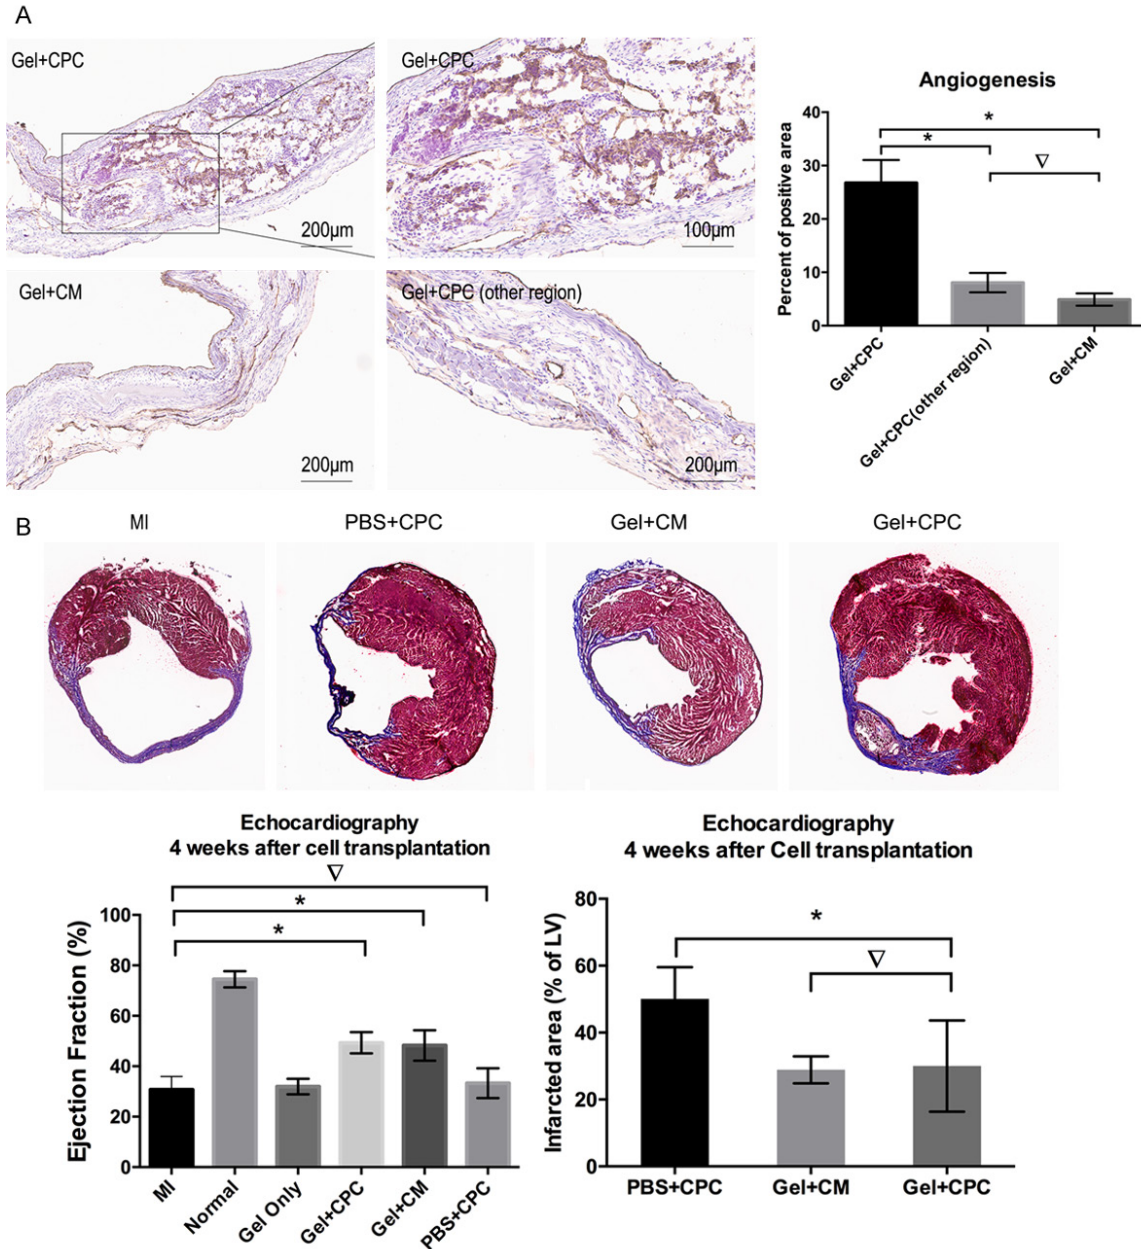 A
Gel+CPC
200μm
Gel+CPC
100μm
Gel+CM
200μm
Gel+CPC (other region)
200μm
Angiogenesis
Percent of positive area
40
30
20
10
0
*
*
∇
Gel+CPC
Gel+CPC(other region)
Gel+CM
B
MI
PBS+CPC
Gel+CM
Gel+CPC
Echocardiography
4 weeks after cell transplantation
Ejection Fraction (%)
100
80
60
40
20
0
∇
*
*
MI
Normal
Gel Only
Gel+CPC
Gel+CM
PBS+CPC
Echocardiography
4 weeks after Cell transplantation
Infarcted area (% of LV)
80
60
40
20
0
*
∇
PBS+CPC
Gel+CM
Gel+CPC